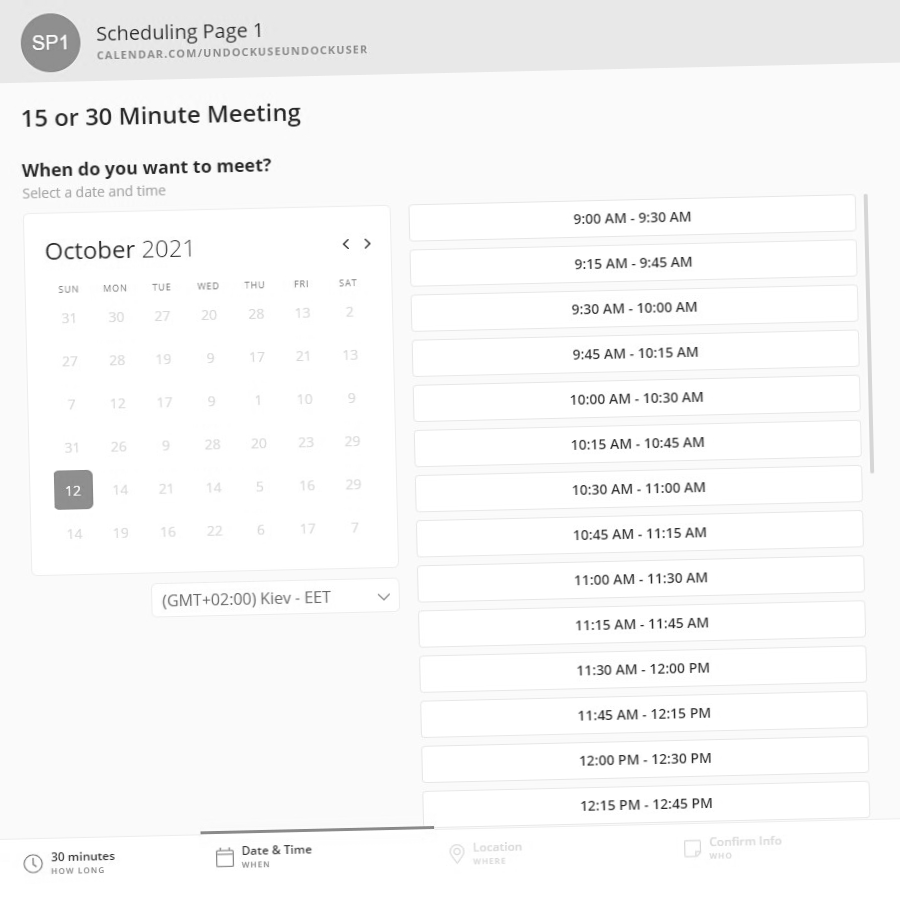 SP1
Scheduling Page 1
CALENDAR.COM/UNDOCKUSEUNDOCKUSER
15 or 30 Minute Meeting
When do you want to meet?
Select a date and time
October 2021
SUN MON TUE WED THU FRI SAT
31 30 27 20 28 13 2
27 28 19 9 17 21 13
7 12 17 9 1 10 9
31 26 9 28 20 23 29
12 14 21 14 5 16 29
14 19 16 22 6 17 7
(GMT+02:00) Kiev - EET
9:00 AM - 9:30 AM
9:15 AM - 9:45 AM
9:30 AM - 10:00 AM
9:45 AM - 10:15 AM
10:00 AM - 10:30 AM
10:15 AM - 10:45 AM
10:30 AM - 11:00 AM
10:45 AM - 11:15 AM
11:00 AM - 11:30 AM
11:15 AM - 11:45 AM
11:30 AM - 12:00 PM
11:45 AM - 12:15 PM
12:00 PM - 12:30 PM
12:15 PM - 12:45 PM
30 minutes
HOW LONG
Date & Time
WHEN
Location
WHERE
Confirm Info
WHO